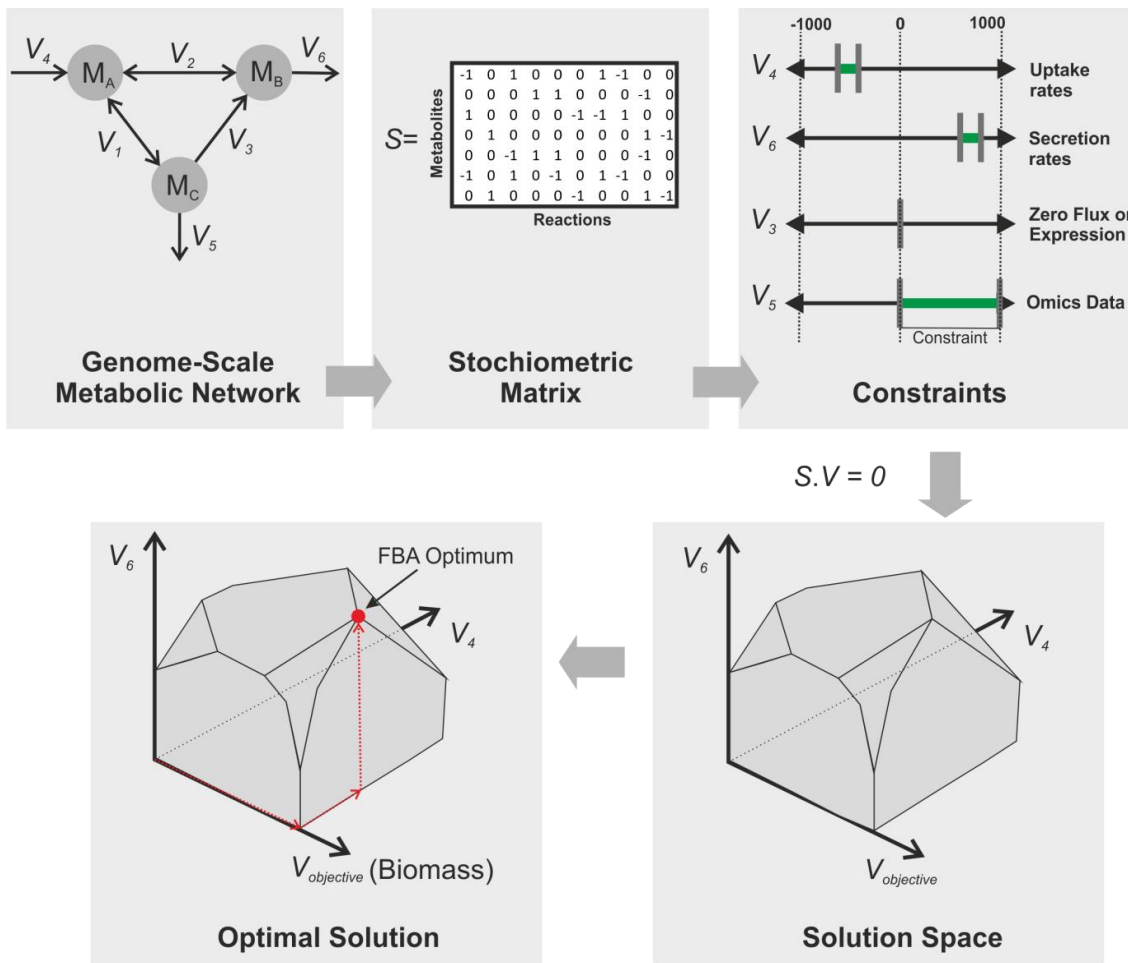 V4
MA
V2
MB
V6
V1
V3
MC
V5
Genome-Scale
Metabolic Network
S=
Metabolites
-1 0 1 0 0 0 1 -1 0 0
0 0 0 1 1 0 0 0 -1 0
1 0 0 0 0 -1 -1 1 0 0
0 1 0 0 0 0 0 0 1 -1
0 0 -1 1 1 0 0 0 -1 0
-1 0 1 0 -1 0 1 -1 0 0
0 1 0 0 0 -1 0 0 1 -1
Reactions
Stochiometric
Matrix
-1000 0 1000
V4
Uptake
rates
V6
Secretion
rates
V3
Zero Flux or
Expression
V5
Omics Data
Constraint
Constraints
S.V = 0
V6
FBA Optimum
V4
Vobjective (Biomass)
Optimal Solution
V6
V4
Vobjective
Solution Space